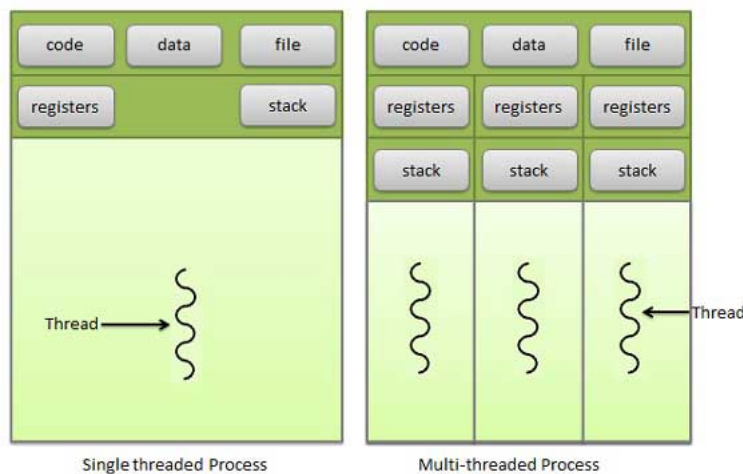 code data file
registers stack
Thread
Single threaded Process
code data file
registers registers registers
stack stack stack
Thread
Multi-threaded Process